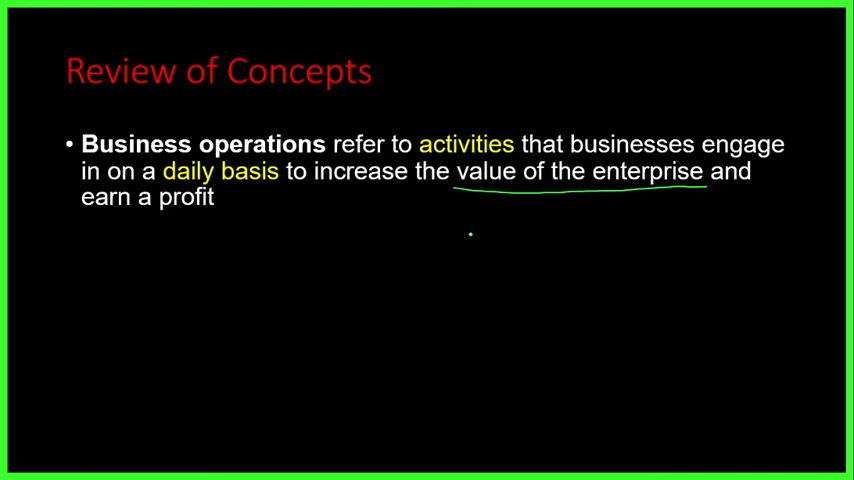 Review of Concepts
• Business operations refer to activities that businesses engage
in on a daily basis to increase the value of the enterprise and
earn a profit